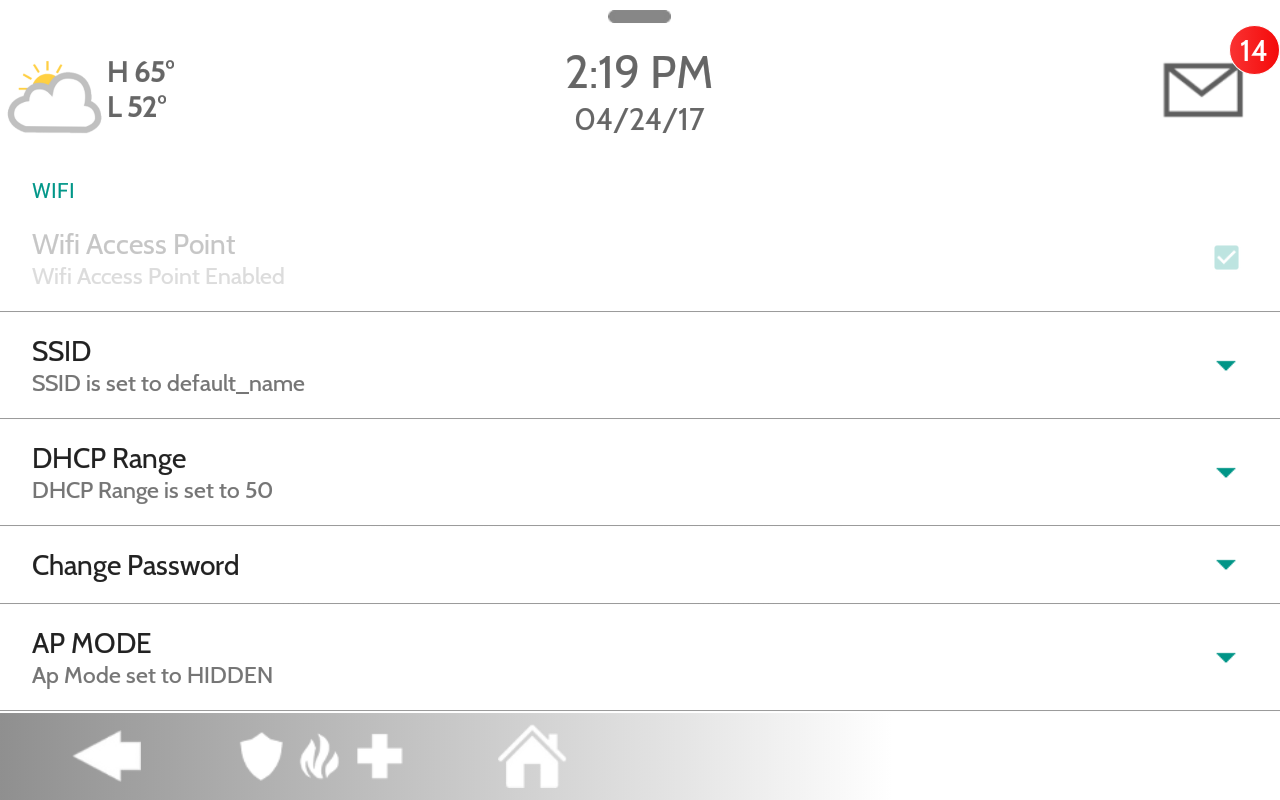 H 65°
L 52°
2:19 PM
04/24/17
14
WIFI
Wifi Access Point
Wifi Access Point Enabled
SSID
SSID is set to default_name
DHCP Range
DHCP Range is set to 50
Change Password
AP MODE
Ap Mode set to HIDDEN